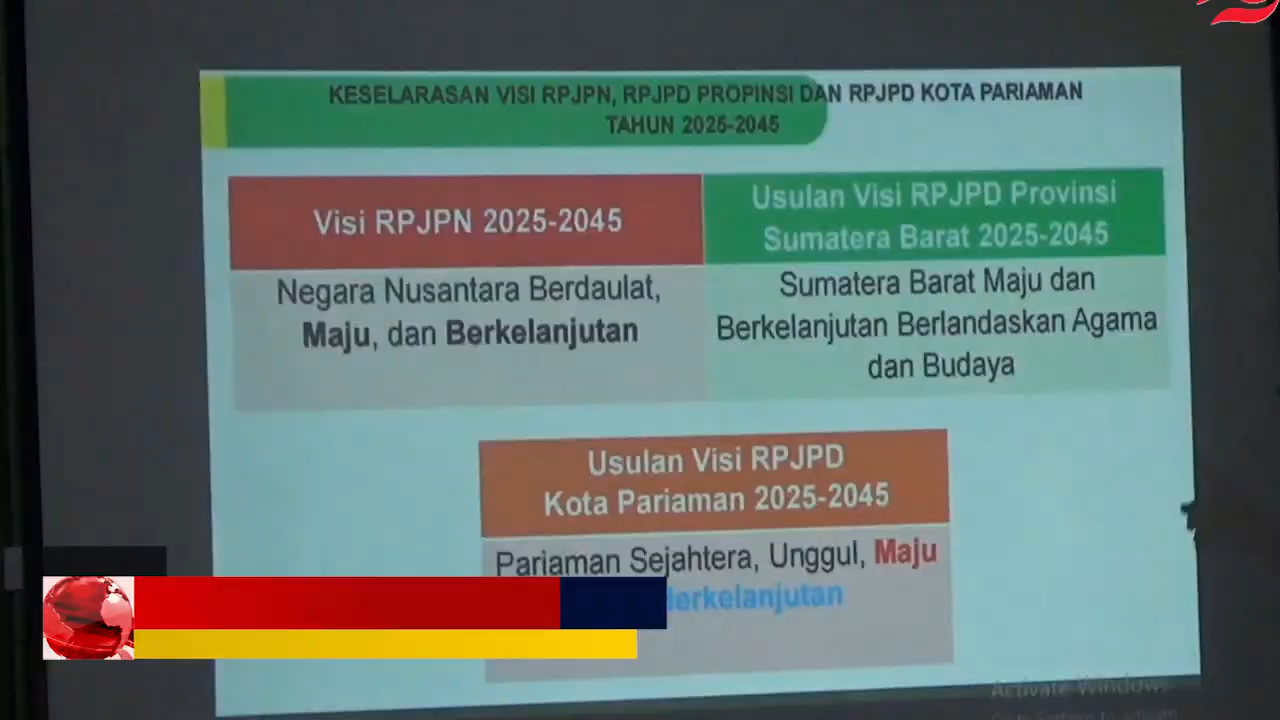 KESELARASAN VISI RPJPN, RPJPD PROPINSI DAN RPJPD KOTA PARIAMAN
TAHUN 2025-2045
Visi RPJPN 2025-2045
Negara Nusantara Berdaulat,
Maju, dan Berkelanjutan
Usulan Visi RPJPD Provinsi
Sumatera Barat 2025-2045
Sumatera Barat Maju dan
Berkelanjutan Berlandaskan Agama
dan Budaya
Usulan Visi RPJPD
Kota Pariaman 2025-2045
Pariaman Sejahtera, Unggul, Maju
Berkelanjutan
Activate Windows